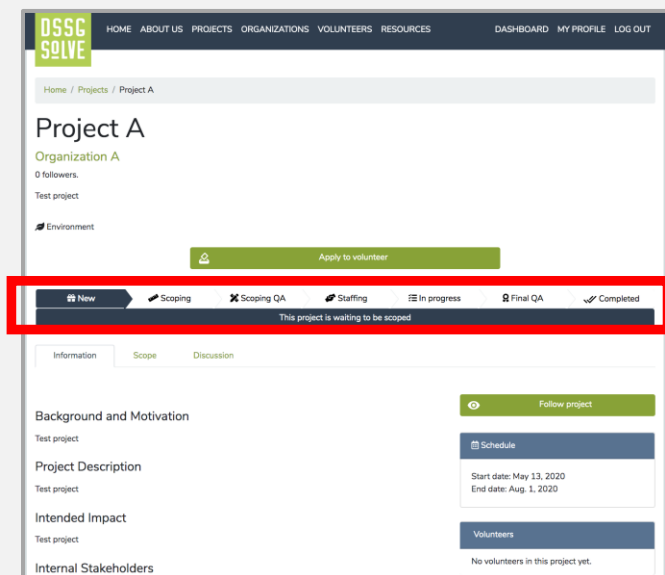 DSSG
SOLVE
HOME ABOUT US PROJECTS ORGANIZATIONS VOLUNTEERS RESOURCES DASHBOARD MY PROFILE LOG OUT
Home / Projects / Project A
Project A
Organization A
0 followers.
Test project
Environment
Apply to volunteer
New Scoping Scoping QA Staffing In progress Final QA Completed
This project is waiting to be scoped
Information Scope Discussion
Follow project
Background and Motivation
Test project
Schedule
Project Description
Start date: May 13, 2020
Test project
End date: Aug. 1, 2020
Intended Impact
Volunteers
Test project
No volunteers in this project yet.
Internal Stakeholders